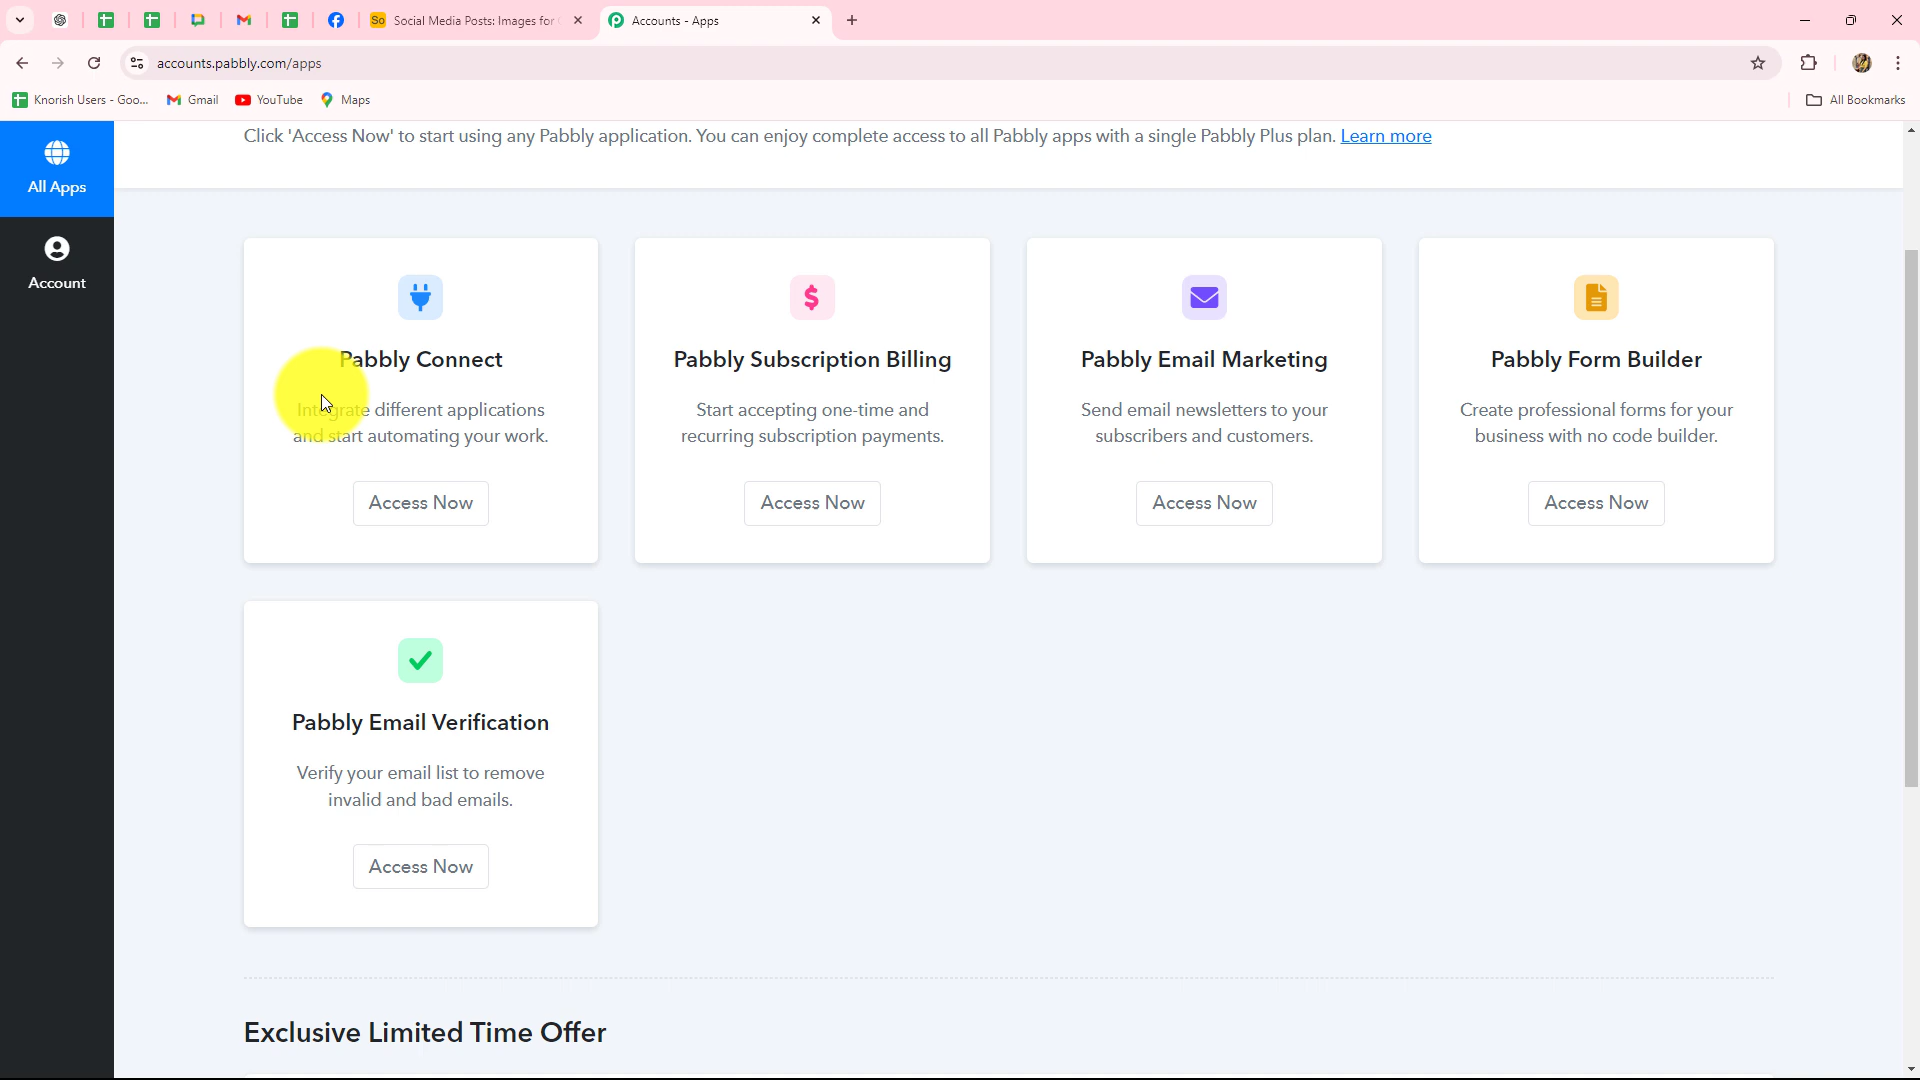 So Social Media Posts: Images for
Accounts - Apps
accounts.pabbly.com/apps
Knorish Users - Goo...
Gmail
YouTube
Maps
All Bookmarks
All Apps
Account
Click 'Access Now' to start using any Pabbly application. You can enjoy complete access to all Pabbly apps with a single Pabbly Plus plan. Learn more
Pabbly Connect
Integrate different applications
and start automating your work.
Access Now
Pabbly Subscription Billing
Start accepting one-time and
recurring subscription payments.
Access Now
Pabbly Email Marketing
Send email newsletters to your
subscribers and customers.
Access Now
Pabbly Form Builder
Create professional forms for your
business with no code builder.
Access Now
Pabbly Email Verification
Verify your email list to remove
invalid and bad emails.
Access Now
Exclusive Limited Time Offer